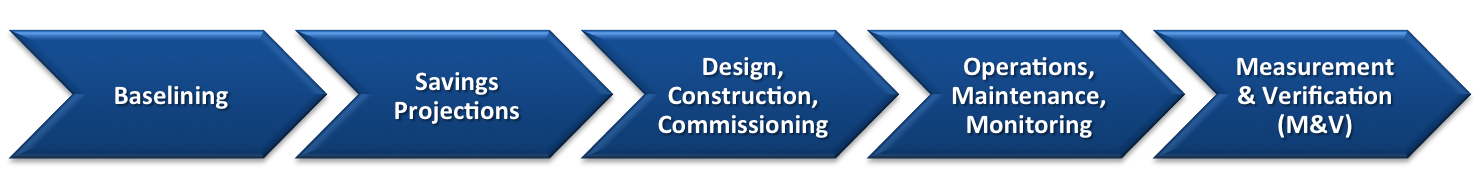 Baselining
Savings
Projections
Design,
Construction,
Commissioning
Operations,
Maintenance,
Monitoring
Measurement
& Verification
(M&V)